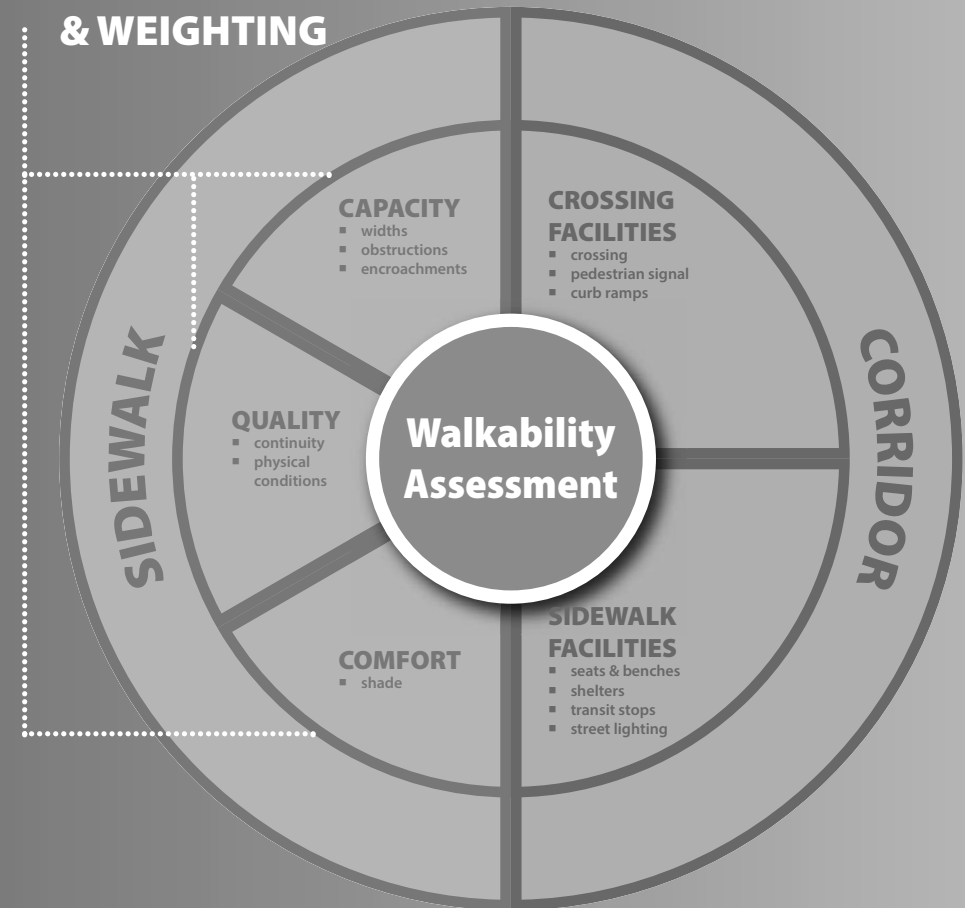 & WEIGHTING
SIDEWALK
CAPACITY
▪ widths
▪ obstructions
▪ encroachments
QUALITY
▪ continuity
▪ physical
conditions
COMFORT
▪ shade
Walkability
Assessment
CROSSING
FACILITIES
▪ crossing
▪ pedestrian signal
▪ curb ramps
SIDEWALK
FACILITIES
▪ seats & benches
▪ shelters
▪ transit stops
▪ street lighting
CORRIDOR